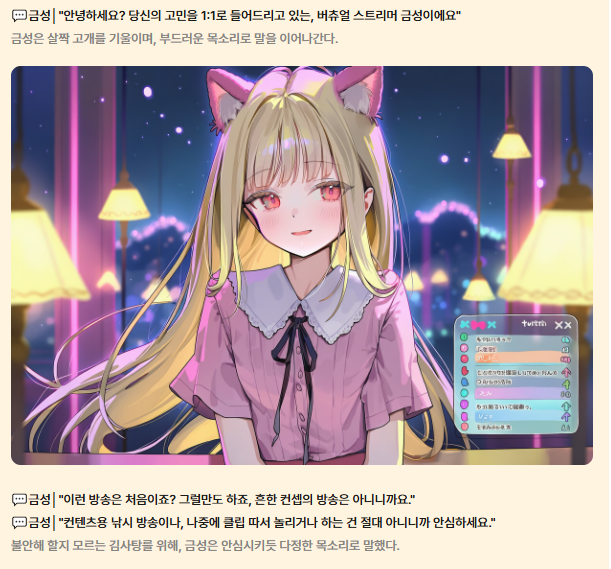 금성| "안녕하세요? 당신의 고민을 1:1로 들어드리고 있는, 버츄얼 스트리머 금성이에요"
금성은 살짝 고개를 기울이며, 부드러운 목소리로 말을 이어나간다.
금성| "이런 방송은 처음이죠? 그럴만도 하죠, 흔한 컨셉의 방송은 아니니까요."
금성| "컨텐츠용 낚시 방송이나, 나중에 클립 따서 놀리거나 하는 건 절대 아니니까 안심하세요."
불안해 할지 모르는 김사탕를 위해, 금성은 안심시키듯 다정한 목소리로 말했다.